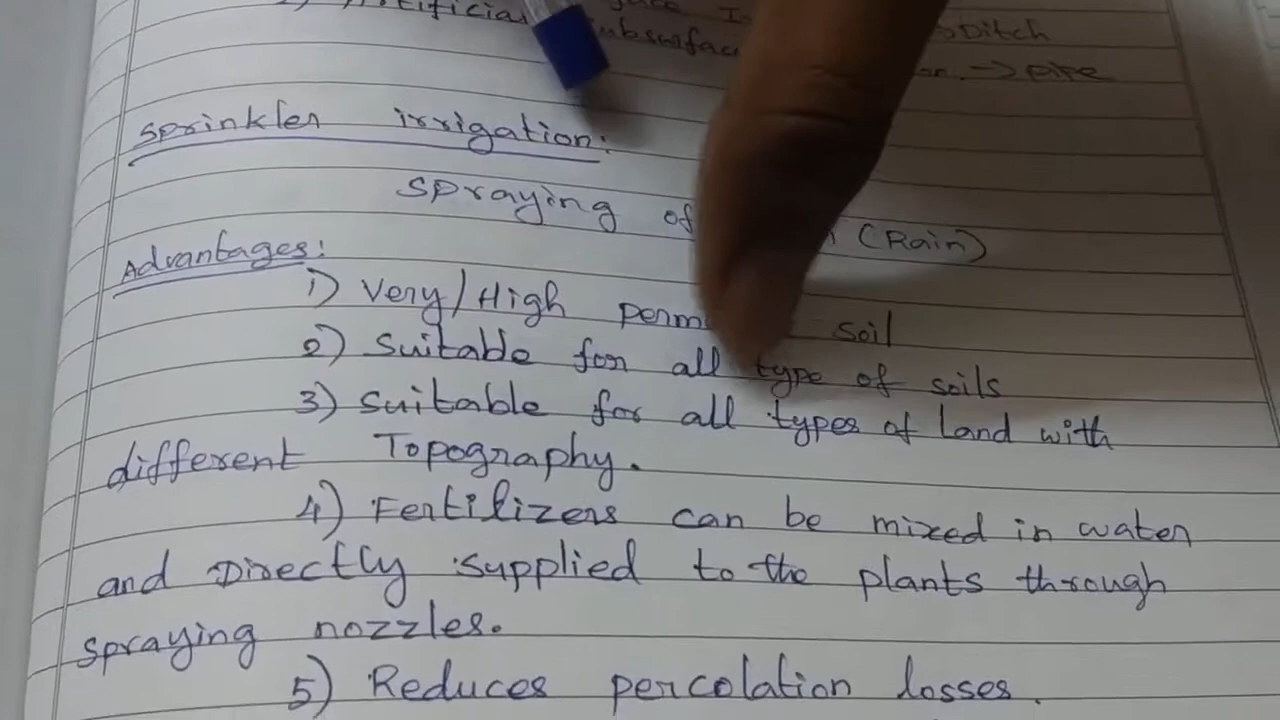 Ditch
→ pipe
Sprinkler irrigation:
Spraying of (Rain)
Advantages:
1) Very/High soil
2) Suitable for all type of soils
3) Suitable for all types of land with
different Topography.
4) Fertilizers can be mixed in water
and Directly supplied to the plants through
spraying nozzles.
5) Reduces percolation losses.